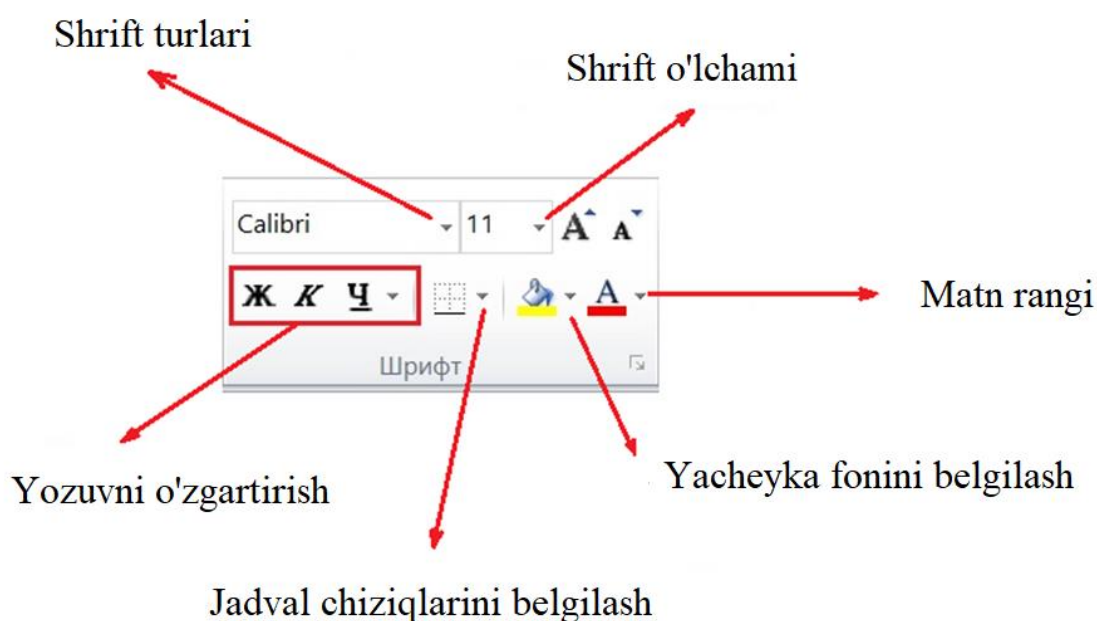 Shrift turlari
Shrift o'lchami
Calibri 11 A A
Ж К Ч A
Matn rangi
Шрифт
Yozuvni o'zgartirish
Yacheyka fonini belgilash
Jadval chiziqlarini belgilash